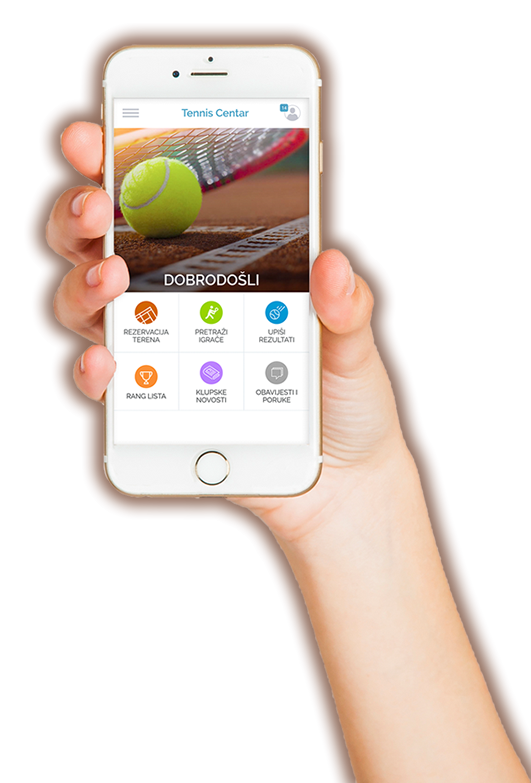 Tennis Centar
14
DOBRODOŠLI
REZERVACIJA
TERENA
PRETRAŽI
IGRAČE
UPIŠI
REZULTATI
RANG LISTA
KLUPSKE
NOVOSTI
OBAVIJESTI I
PORUKE